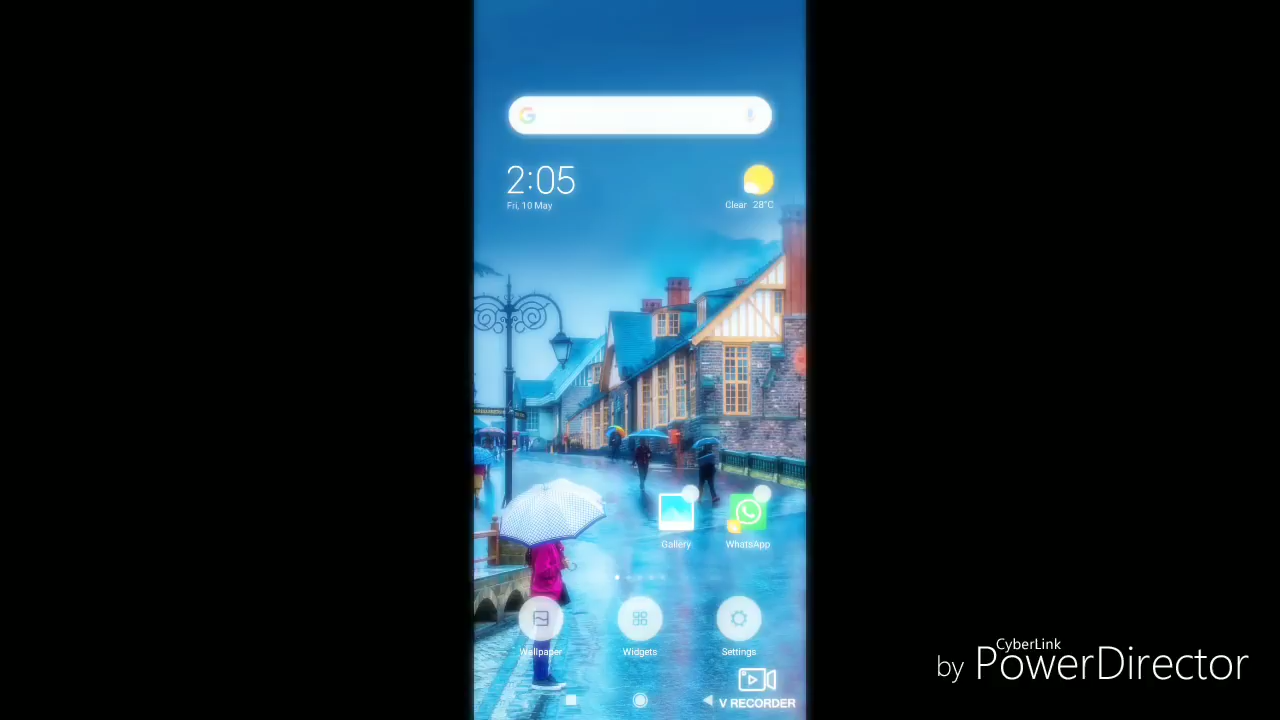 2:05
Fri, 10 May
Clear 28°C
Gallery
WhatsApp
Wallpaper
Widgets
Settings
V RECORDER
CyberLink
by PowerDirector